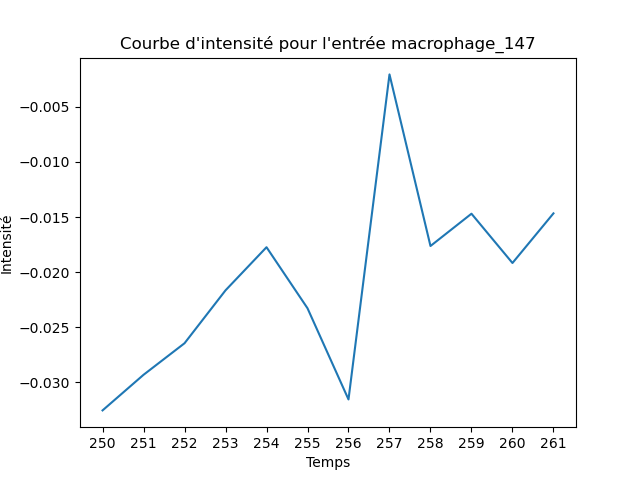 Courbe d'intensité pour l'entrée macrophage_147
Intensité
−0.005
−0.010
−0.015
−0.020
−0.025
−0.030
250 251 252 253 254 255 256 257 258 259 260 261
Temps